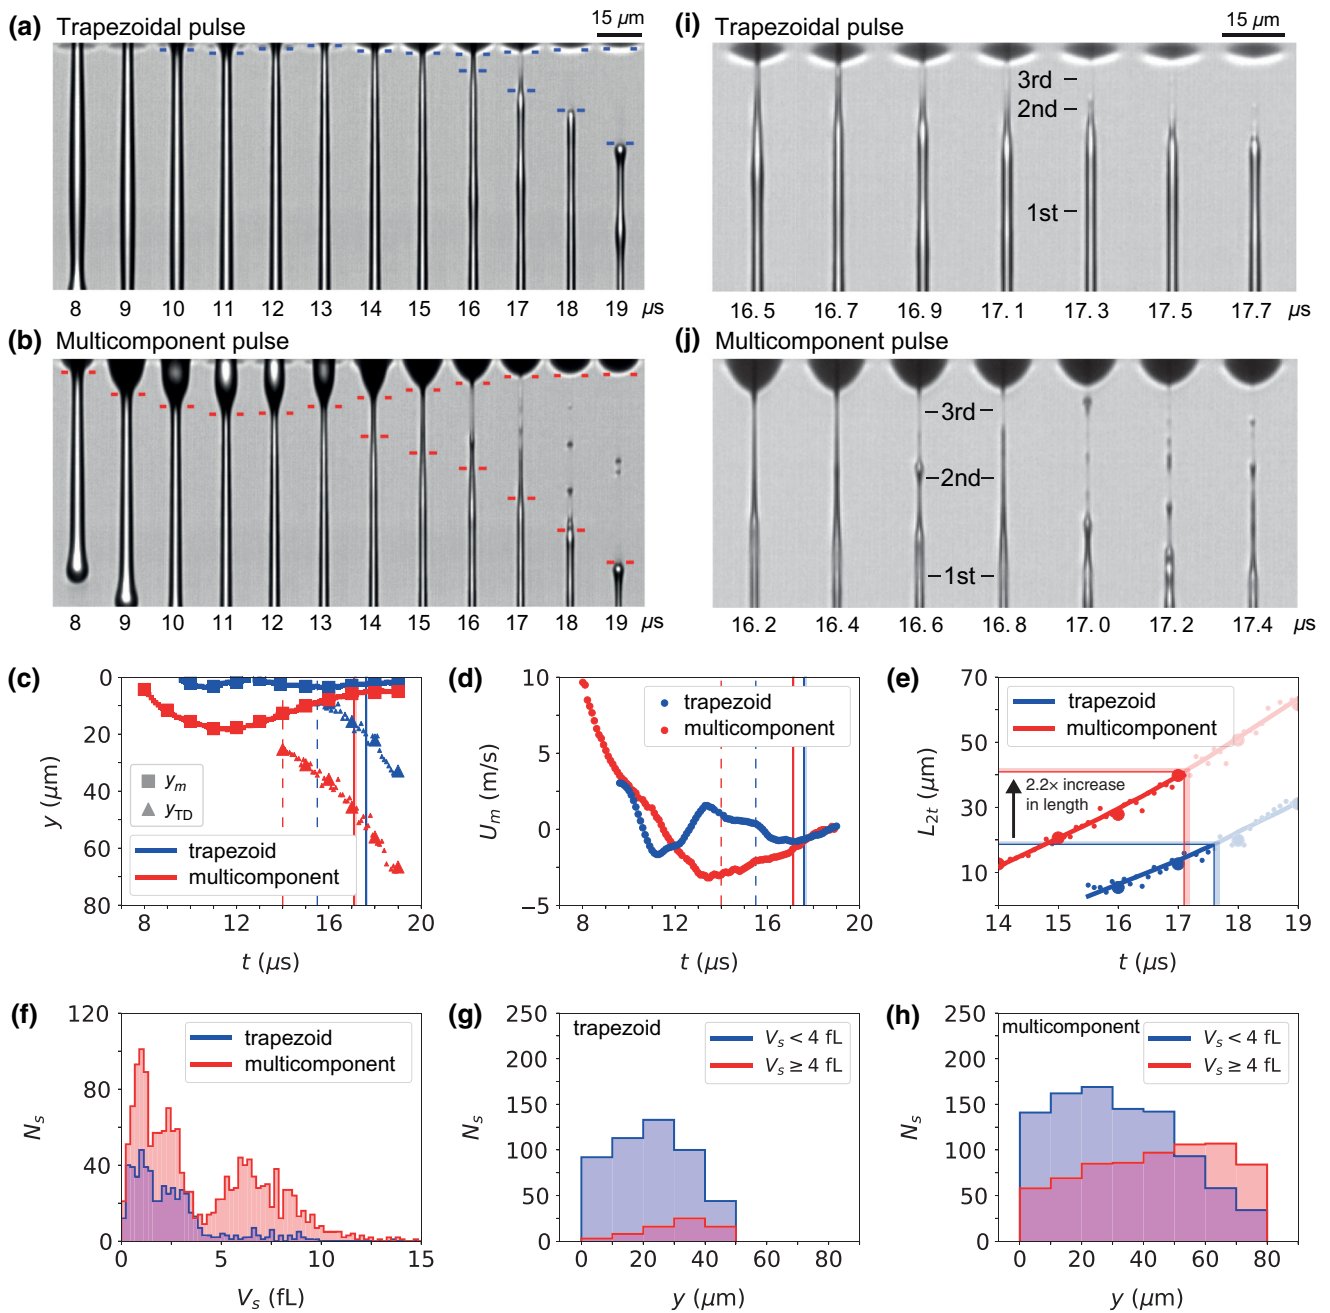 (a) Trapezoidal pulse
15 µm
8 9 10 11 12 13 14 15 16 17 18 19 µs
(b) Multicomponent pulse
8 9 10 11 12 13 14 15 16 17 18 19 µs
(i) Trapezoidal pulse
15 µm
3rd
2nd
1st
16.5 16.7 16.9 17.1 17.3 17.5 17.7 µs
(j) Multicomponent pulse
3rd
2nd
1st
16.2 16.4 16.6 16.8 17.0 17.2 17.4 µs
(c)
0
20
40
60
80
y (µm)
y_m
y_TD
trapezoid
multicomponent
8 12 16 20
t (µs)
(d)
10
5
0
−5
U_m (m/s)
trapezoid
multicomponent
8 12 16 20
t (µs)
(e)
70
50
30
10
L_2t (µm)
trapezoid
multicomponent
2.2× increase
in length
14 15 16 17 18 19
t (µs)
(f)
120
80
40
0
N_s
trapezoid
multicomponent
0 5 10 15
V_s (fL)
(g)
250
200
150
100
50
0
N_s
trapezoid
V_s < 4 fL
V_s ≥ 4 fL
0 20 40 60 80
y (µm)
(h)
250
200
150
100
50
0
N_s
multicomponent
V_s < 4 fL
V_s ≥ 4 fL
0 20 40 60 80
y (µm)